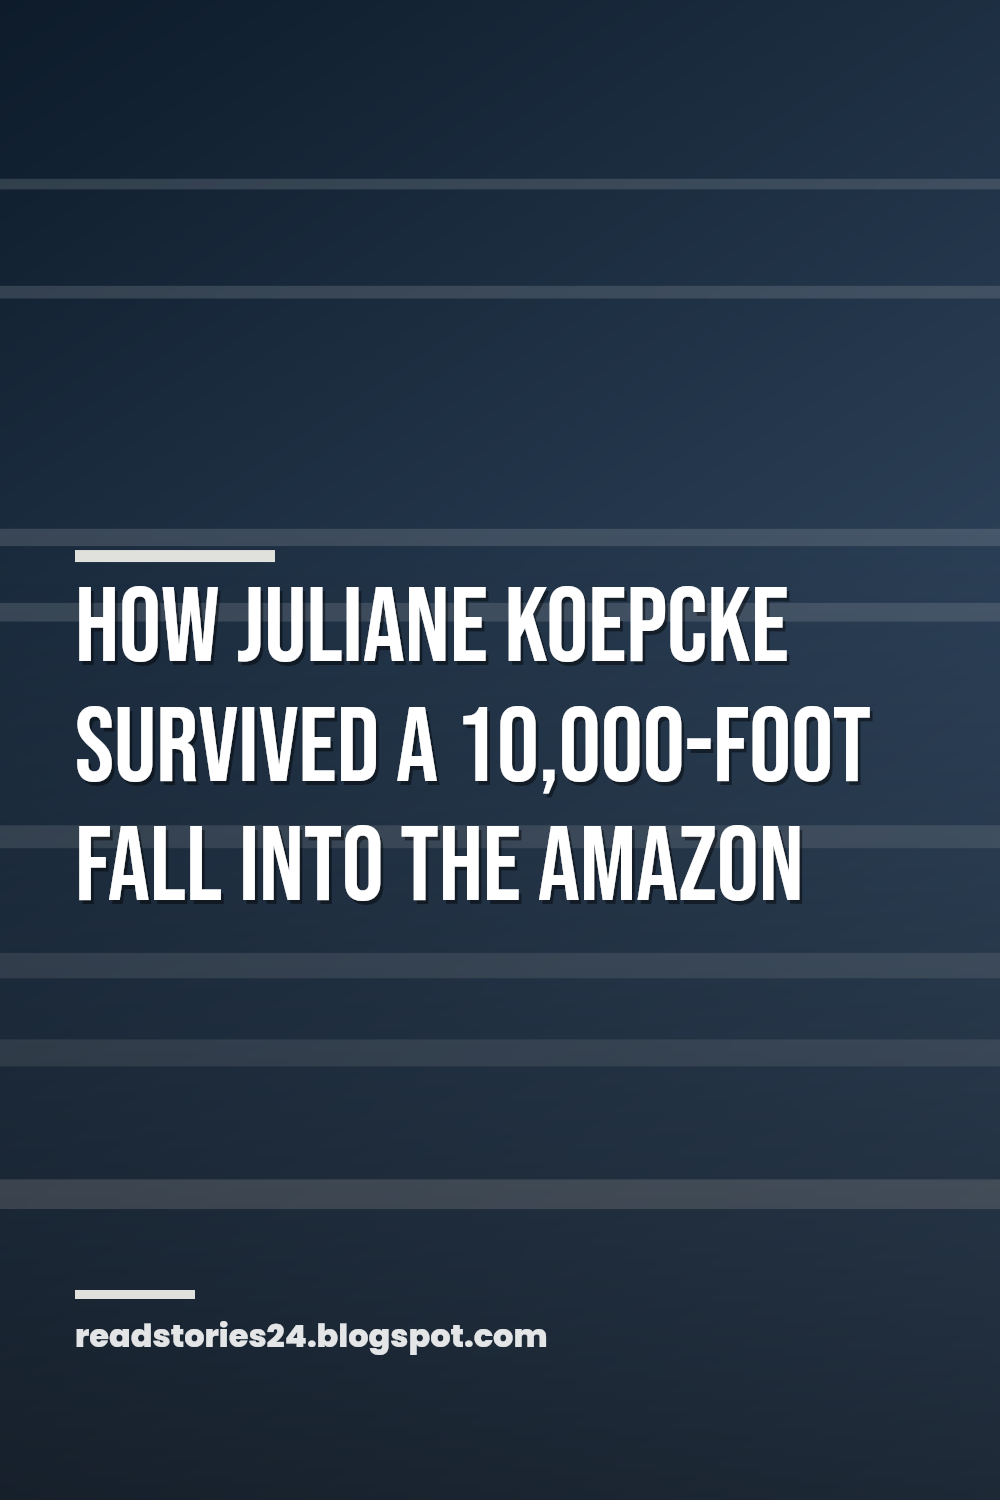 HOW JULIANE KOEPCKE
SURVIVED A 10,000-FOOT
FALL INTO THE AMAZON
readstories24.blogspot.com